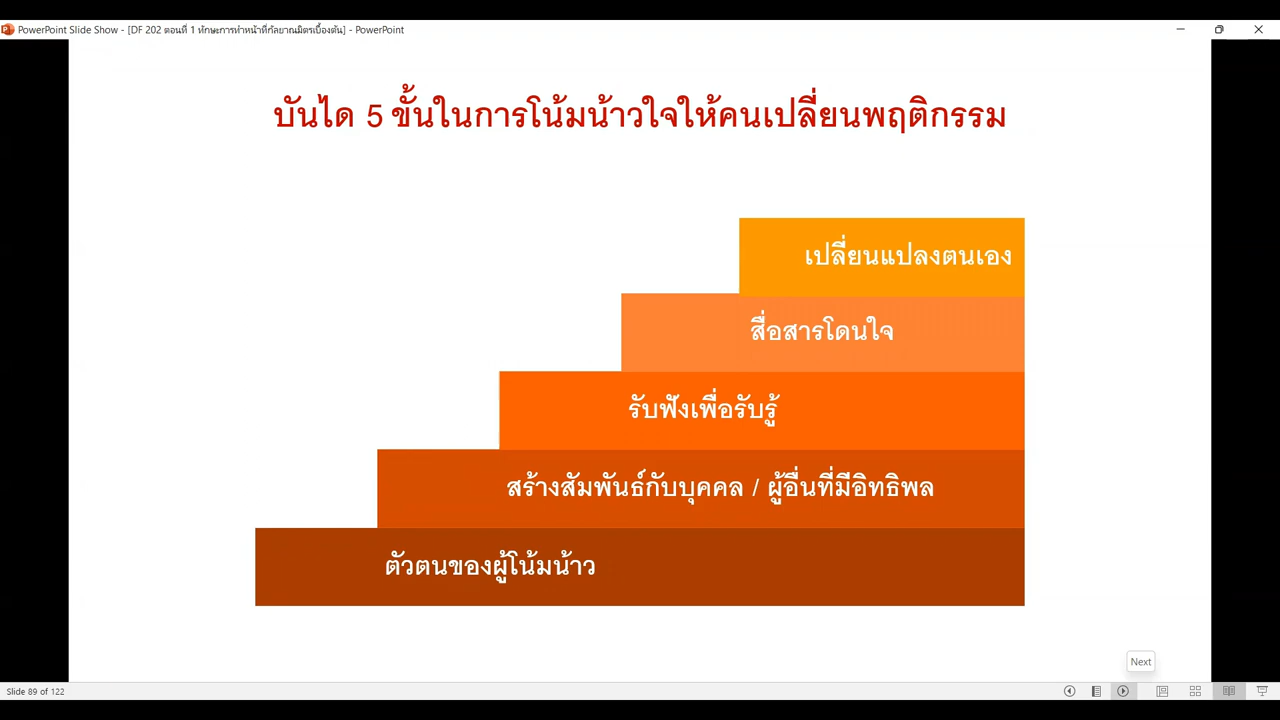 PowerPoint Slide Show - [DF 202 ตอนที่ 1 ทักษะการทำหน้าที่กัลยาณมิตรเบื้องต้น] - PowerPoint
บันได 5 ขั้นในการโน้มน้าวใจให้คนเปลี่ยนพฤติกรรม
เปลี่ยนแปลงตนเอง
สื่อสารโดนใจ
รับฟังเพื่อรับรู้
สร้างสัมพันธ์กับบุคคล / ผู้อื่นที่มีอิทธิพล
ตัวตนของผู้โน้มน้าว
Next
Slide 89 of 122